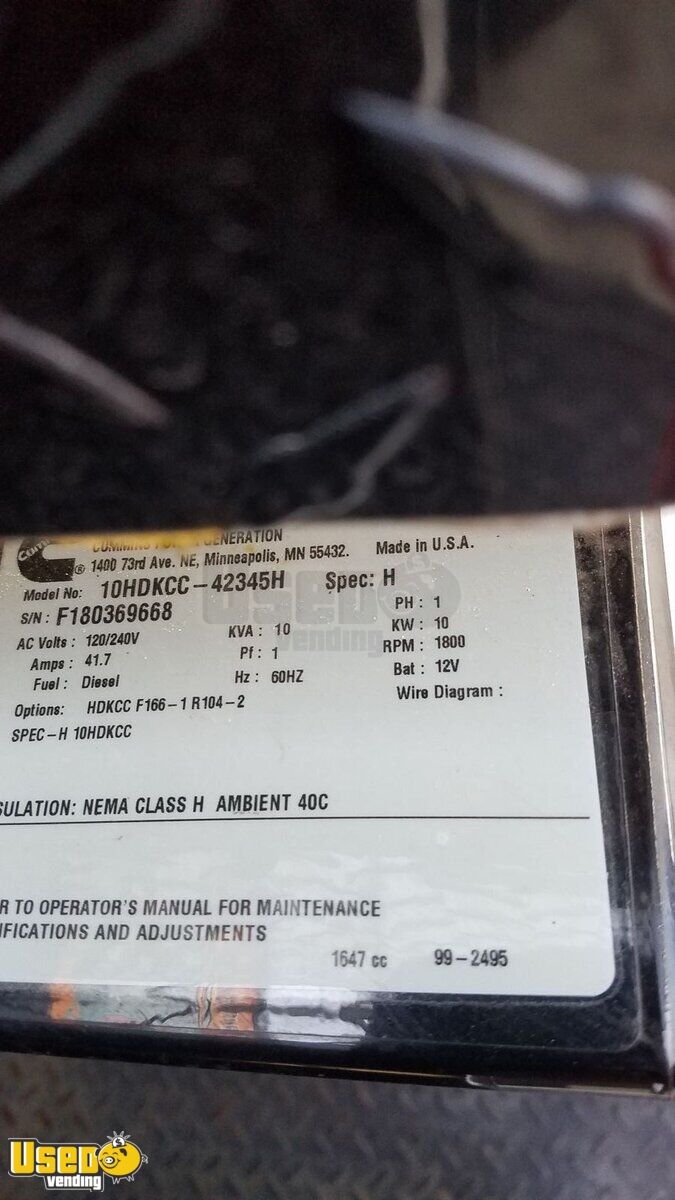 GENERATION
1400 73rd Ave. NE, Minneapolis, MN 55432. Made in U.S.A.
Model No: 10HDKCC-42345H Spec: H
S/N: F180369668 PH: 1
AC Volts: 120/240V KVA: 10 KW: 10
Amps: 41.7 Pf: 1 RPM: 1800
Fuel: Diesel Hz: 60HZ Bat: 12V
Options: HDKCC F166-1 R104-2 Wire Diagram:
SPEC-H 10HDKCC
SULATION: NEMA CLASS H AMBIENT 40C
R TO OPERATOR'S MANUAL FOR MAINTENANCE
IFICATIONS AND ADJUSTMENTS
1647 cc 99-2495
USED vending
USED vending